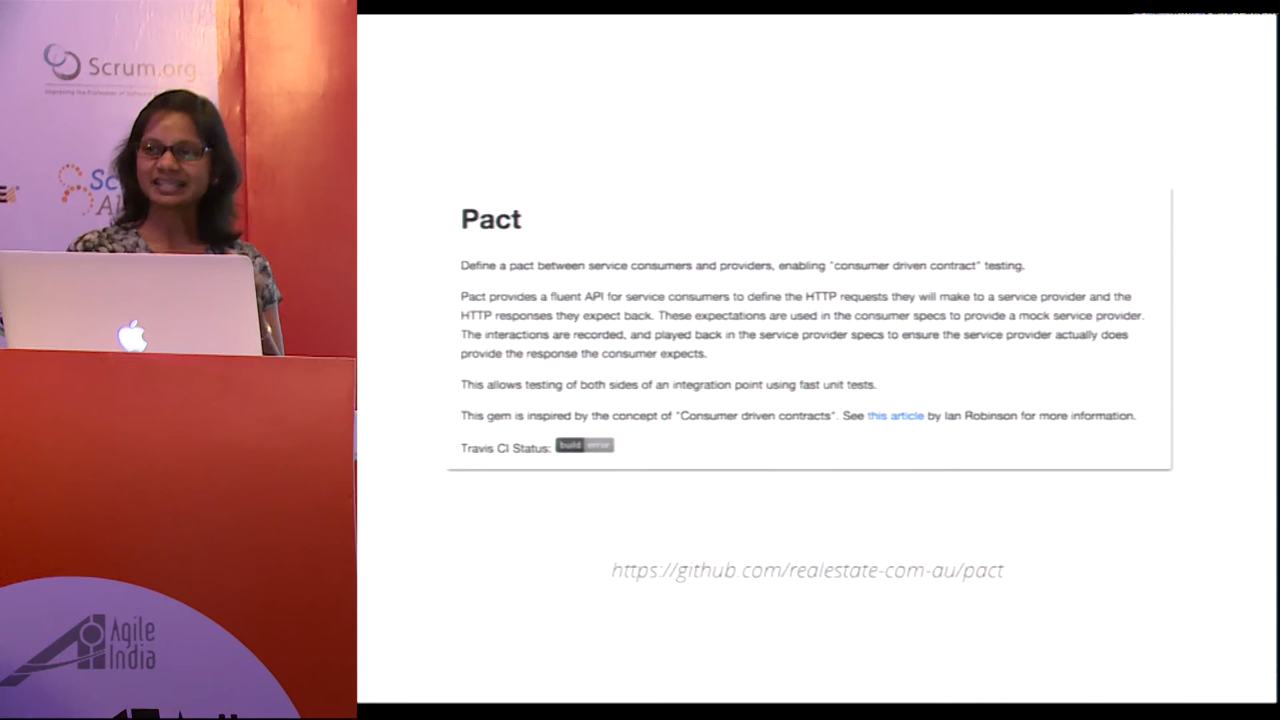 Scrum.org
Pact
Define a pact between service consumers and providers, enabling "consumer driven contract" testing.
Pact provides a fluent API for service consumers to define the HTTP requests they will make to a service provider and the
HTTP responses they expect back. These expectations are used in the consumer specs to provide a mock service provider.
The interactions are recorded, and played back in the service provider specs to ensure the service provider actually does
provide the response the consumer expects.
This allows testing of both sides of an integration point using fast unit tests.
This gem is inspired by the concept of "Consumer driven contracts". See this article by Ian Robinson for more information.
Travis CI Status: build error
https://github.com/realestate-com-au/pact
Agile
India